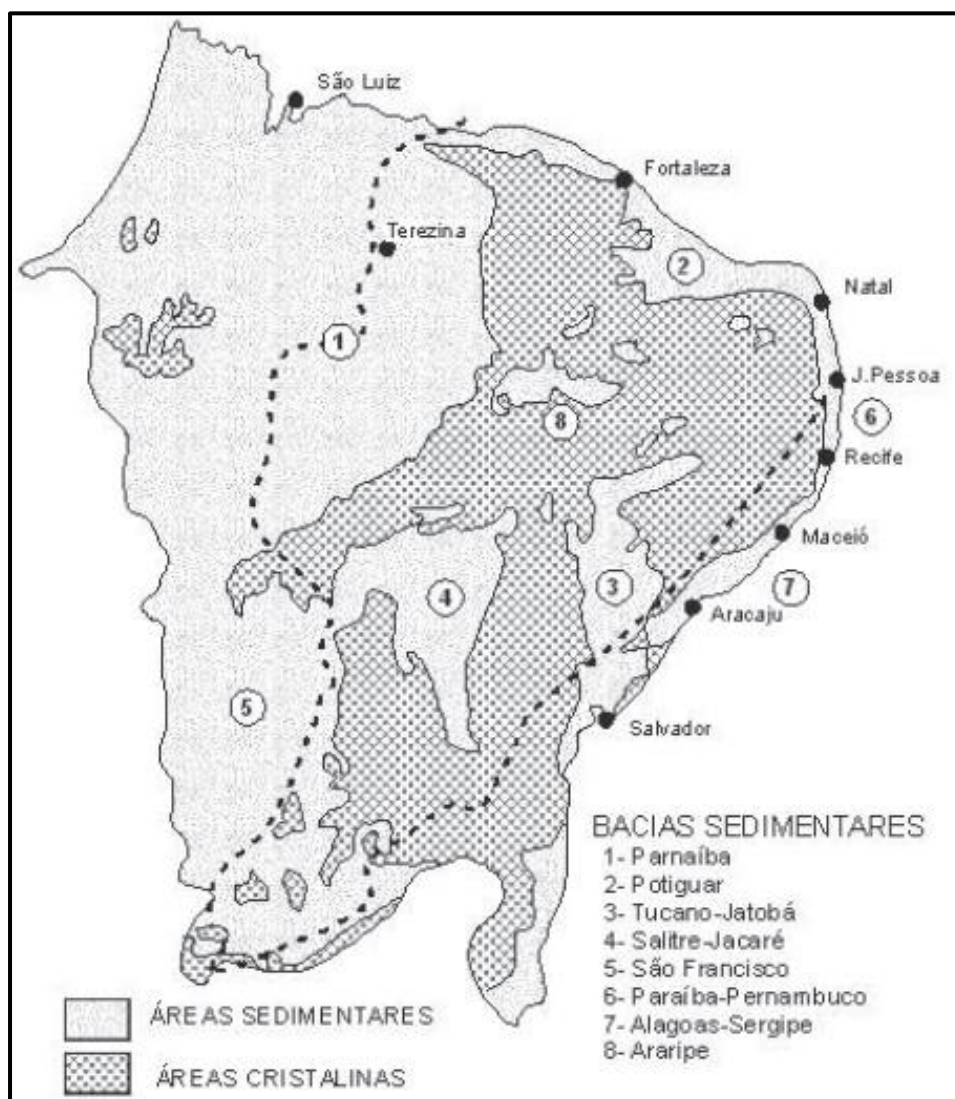 São Luiz
Fortaleza
Terezina
2
Natal
1
J.Pessoa
8
6
Recife
Maceió
3
4
7
Aracaju
5
Salvador
BACIAS SEDIMENTARES
1- Parnaíba
2- Potiguar
3- Tucano-Jatobá
4- Salitre-Jacaré
5- São Francisco
6- Paraíba-Pernambuco
7- Alagoas-Sergipe
8- Araripe
ÁREAS SEDIMENTARES
ÁREAS CRISTALINAS